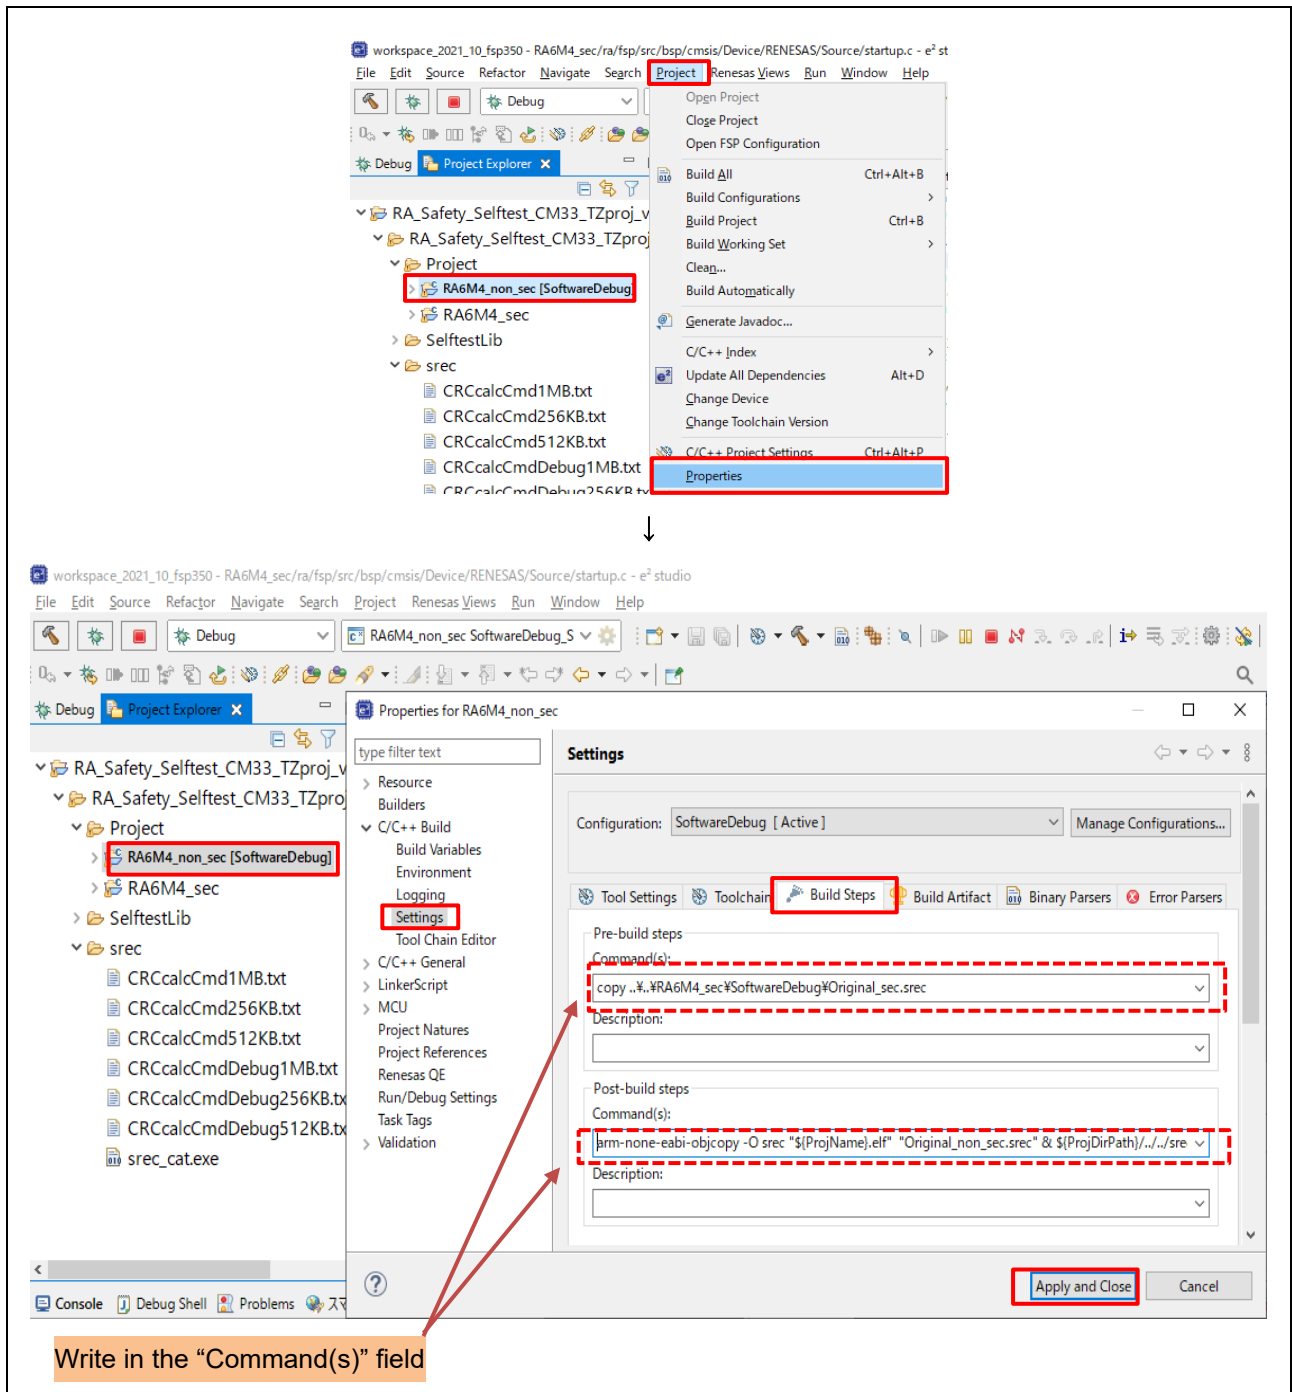 workspace_2021_10_fsp350 - RA6M4_sec/ra/fsp/src/bsp/cmsis/Device/RENESAS/Source/startup.c - e² st
File Edit Source Refactor Navigate Search Project Renesas Views Run Window Help
Debug
Debug Project Explorer
RA_Safety_Selftest_CM33_TZproj_v
RA_Safety_Selftest_CM33_TZproj
Project
RA6M4_non_sec [SoftwareDebug]
RA6M4_sec
SelftestLib
srec
CRCcalcCmd1MB.txt
CRCcalcCmd256KB.txt
CRCcalcCmd512KB.txt
CRCcalcCmdDebug1MB.txt
CRCcalcCmdDebug256KB.tx
Open Project
Close Project
Open FSP Configuration
Build All Ctrl+Alt+B
Build Configurations
Build Project Ctrl+B
Build Working Set
Clean...
Build Automatically
Generate Javadoc...
C/C++ Index
Update All Dependencies Alt+D
Change Device
Change Toolchain Version
C/C++ Project Settings Ctrl+Alt+P
Properties
↓
workspace_2021_10_fsp350 - RA6M4_sec/ra/fsp/src/bsp/cmsis/Device/RENESAS/Source/startup.c - e² studio
File Edit Source Refactor Navigate Search Project Renesas Views Run Window Help
Debug RA6M4_non_sec SoftwareDebug_S
Debug Project Explorer
RA_Safety_Selftest_CM33_TZproj_v
RA_Safety_Selftest_CM33_TZproj
Project
RA6M4_non_sec [SoftwareDebug]
RA6M4_sec
SelftestLib
srec
CRCcalcCmd1MB.txt
CRCcalcCmd256KB.txt
CRCcalcCmd512KB.txt
CRCcalcCmdDebug1MB.txt
CRCcalcCmdDebug256KB.tx
CRCcalcCmdDebug512KB.tx
srec_cat.exe
Console Debug Shell Problems スマ
Properties for RA6M4_non_sec
type filter text
Resource
Builders
C/C++ Build
Build Variables
Environment
Logging
Settings
Tool Chain Editor
C/C++ General
LinkerScript
MCU
Project Natures
Project References
Renesas QE
Run/Debug Settings
Task Tags
Validation
Settings
Configuration: SoftwareDebug [ Active ] Manage Configurations...
Tool Settings Toolchain Build Steps Build Artifact Binary Parsers Error Parsers
Pre-build steps
Command(s):
copy ..¥..¥RA6M4_sec¥SoftwareDebug¥Original_sec.srec
Description:
Post-build steps
Command(s):
arm-none-eabi-objcopy -O srec "${ProjName}.elf" "Original_non_sec.srec" & ${ProjDirPath}/../../sre
Description:
Apply and Close Cancel
Write in the “Command(s)” field